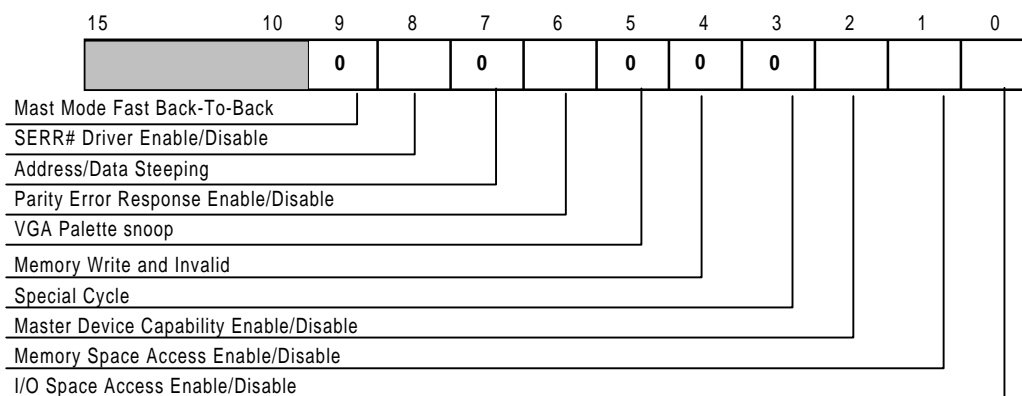 15 10 9 8 7 6 5 4 3 2 1 0
0 0 0 0 0
Mast Mode Fast Back-To-Back
SERR# Driver Enable/Disable
Address/Data Steeping
Parity Error Response Enable/Disable
VGA Palette snoop
Memory Write and Invalid
Special Cycle
Master Device Capability Enable/Disable
Memory Space Access Enable/Disable
I/O Space Access Enable/Disable